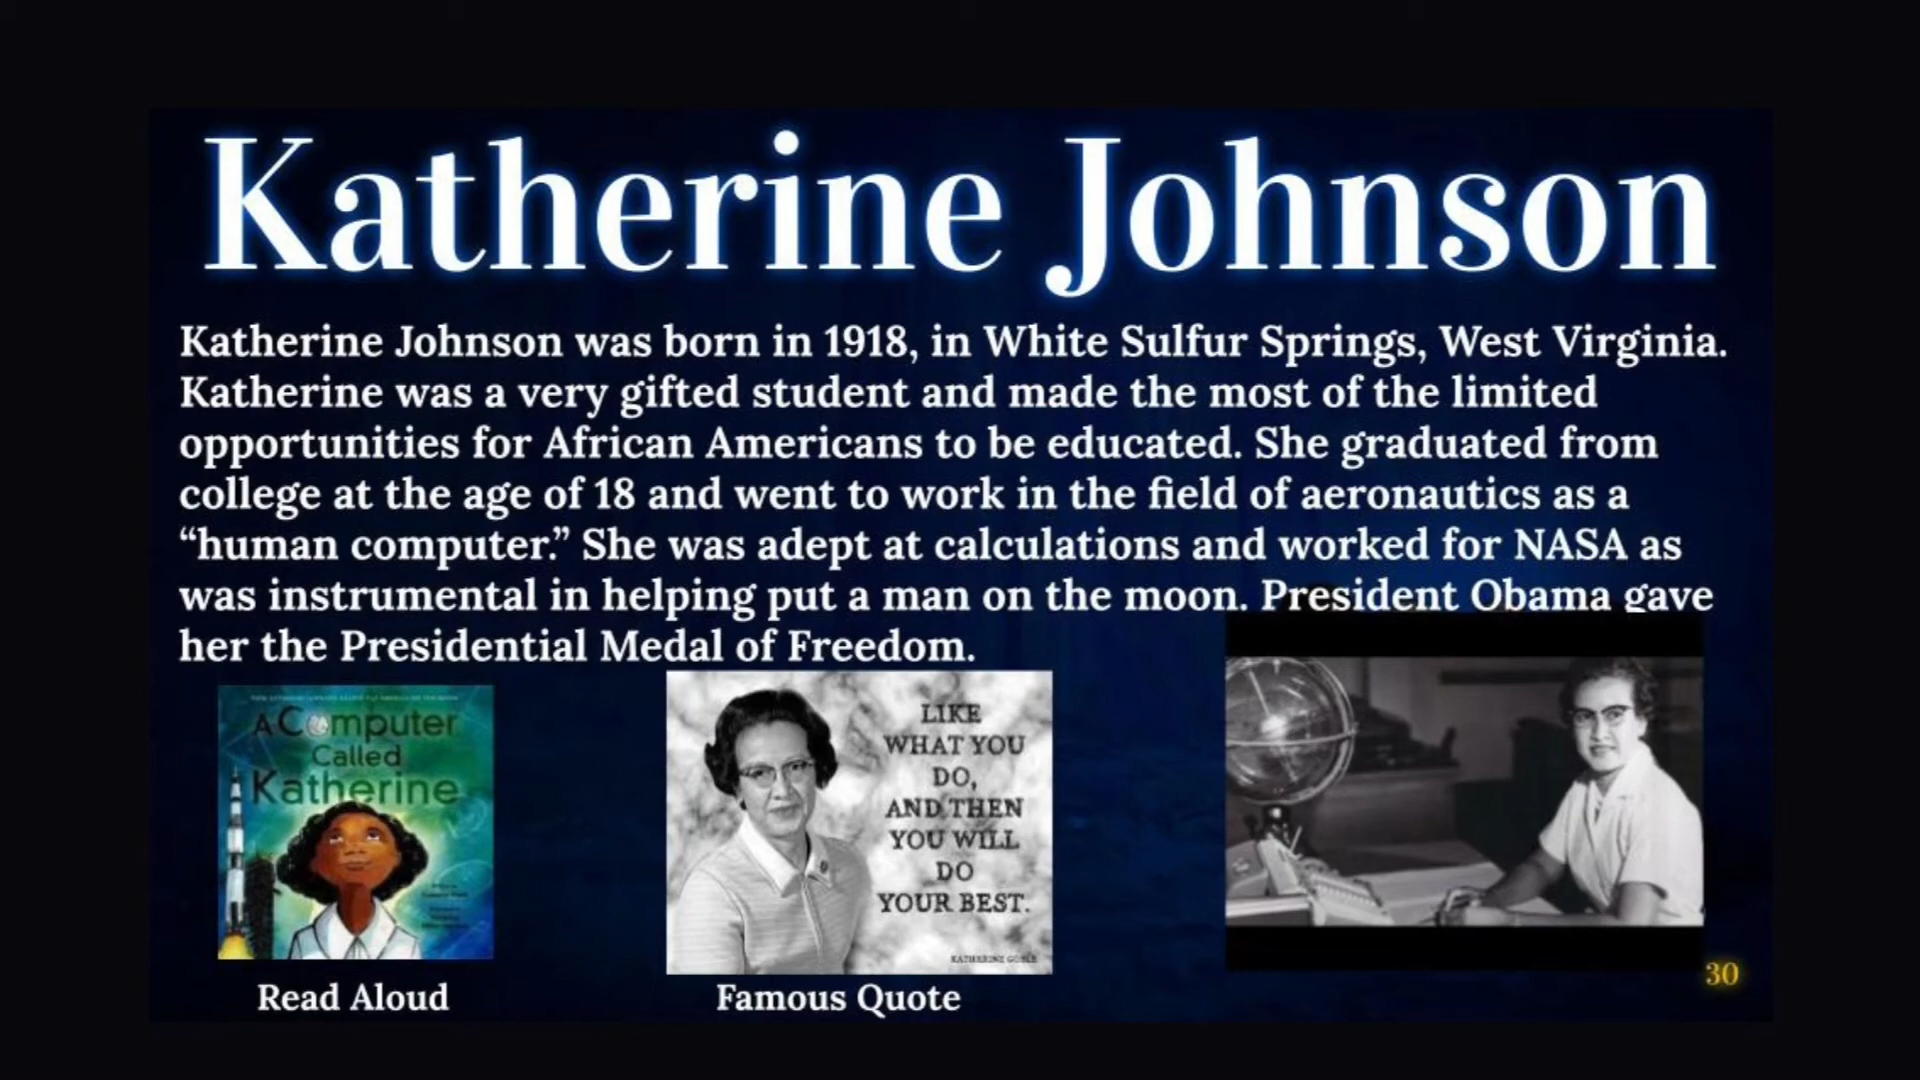 Katherine Johnson
Katherine Johnson was born in 1918, in White Sulfur Springs, West Virginia.
Katherine was a very gifted student and made the most of the limited
opportunities for African Americans to be educated. She graduated from
college at the age of 18 and went to work in the field of aeronautics as a
“human computer.” She was adept at calculations and worked for NASA as
was instrumental in helping put a man on the moon. President Obama gave
her the Presidential Medal of Freedom.
A Computer
Called
Katherine
LIKE
WHAT YOU
DO,
AND THEN
YOU WILL
DO
YOUR BEST.
KATHERINE
Read Aloud
Famous Quote
30